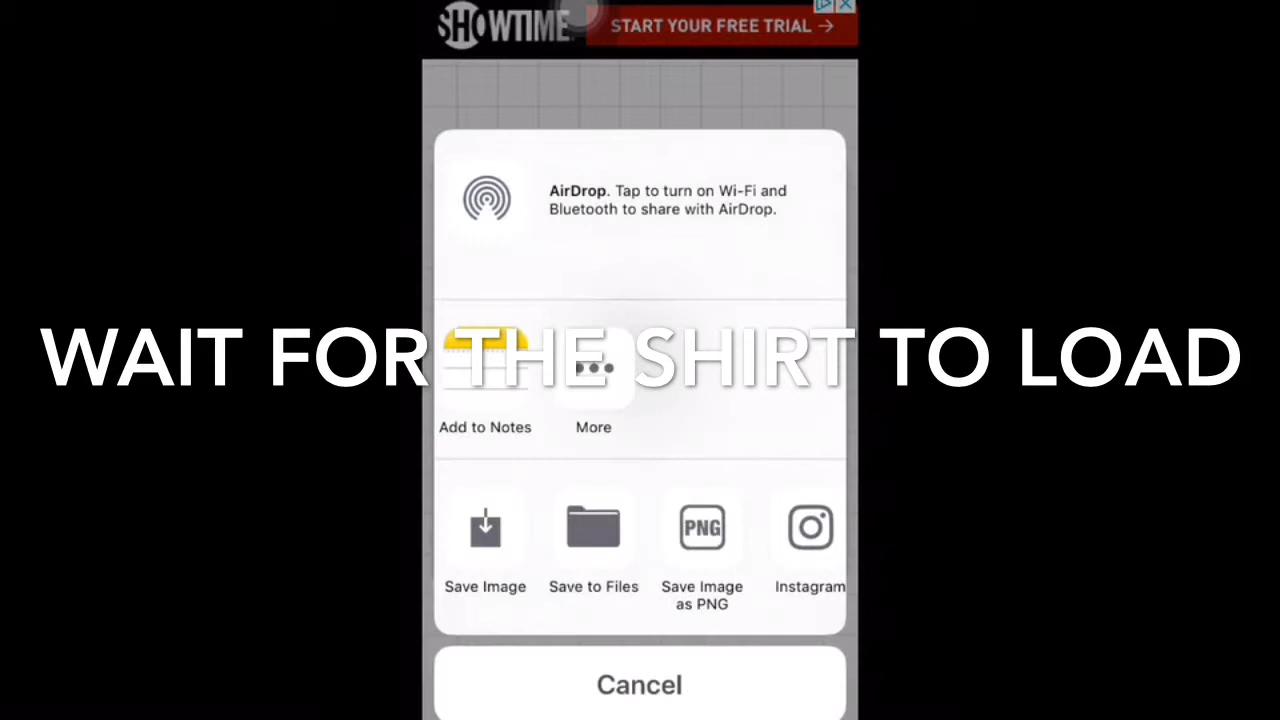 SHOWTIME
START YOUR FREE TRIAL →
AirDrop. Tap to turn on Wi-Fi and
Bluetooth to share with AirDrop.
WAIT FOR THE SHIRT TO LOAD
Add to Notes
More
PNG
Save Image
Save to Files
Save Image
as PNG
Instagram
Cancel